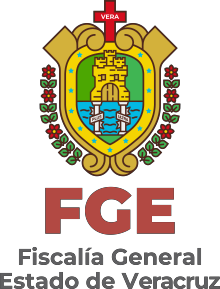 VERA
FGE
Fiscalía General
Estado de Veracruz